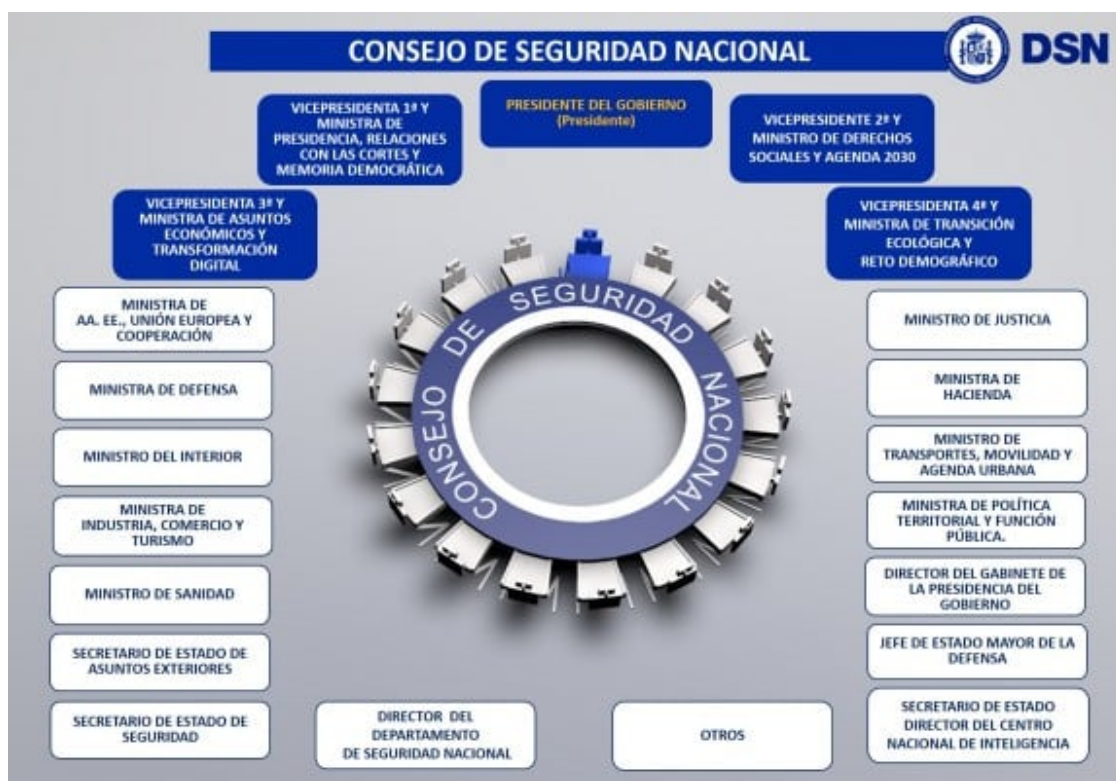 CONSEJO DE SEGURIDAD NACIONAL
DSN
PRESIDENTE DEL GOBIERNO
(Presidente)
VICEPRESIDENTA 1ª Y
MINISTRA DE
PRESIDENCIA, RELACIONES
CON LAS CORTES Y
MEMORIA DEMOCRÁTICA
VICEPRESIDENTE 2ª Y
MINISTRO DE DERECHOS
SOCIALES Y AGENDA 2030
VICEPRESIDENTA 3ª Y
MINISTRA DE ASUNTOS
ECONÓMICOS Y
TRANSFORMACIÓN
DIGITAL
VICEPRESIDENTA 4ª Y
MINISTRA DE TRANSICIÓN
ECOLÓGICA Y
RETO DEMOGRÁFICO
CONSEJO DE SEGURIDAD NACIONAL
MINISTRA DE
AA. EE., UNIÓN EUROPEA Y
COOPERACIÓN
MINISTRA DE DEFENSA
MINISTRO DEL INTERIOR
MINISTRA DE
INDUSTRIA, COMERCIO Y
TURISMO
MINISTRO DE SANIDAD
SECRETARIO DE ESTADO DE
ASUNTOS EXTERIORES
SECRETARIO DE ESTADO DE
SEGURIDAD
MINISTRO DE JUSTICIA
MINISTRA DE
HACIENDA
MINISTRO DE
TRANSPORTES, MOVILIDAD Y
AGENDA URBANA
MINISTRA DE POLÍTICA
TERRITORIAL Y FUNCIÓN
PÚBLICA.
DIRECTOR DEL GABINETE DE
LA PRESIDENCIA DEL
GOBIERNO
JEFE DE ESTADO MAYOR DE LA
DEFENSA
SECRETARIO DE ESTADO
DIRECTOR DEL CENTRO
NACIONAL DE INTELIGENCIA
DIRECTOR DEL
DEPARTAMENTO
DE SEGURIDAD NACIONAL
OTROS